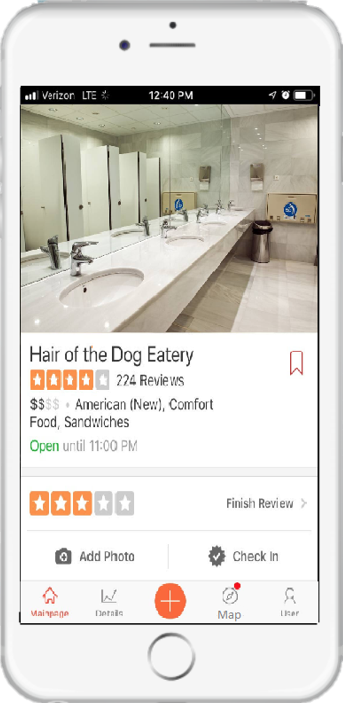 Verizon LTE 12:40 PM
Hair of the Dog Eatery
224 Reviews
$$$$ • American (New), Comfort
Food, Sandwiches
Open until 11:00 PM
Finish Review >
Add Photo Check In
Mainpage Details Map User